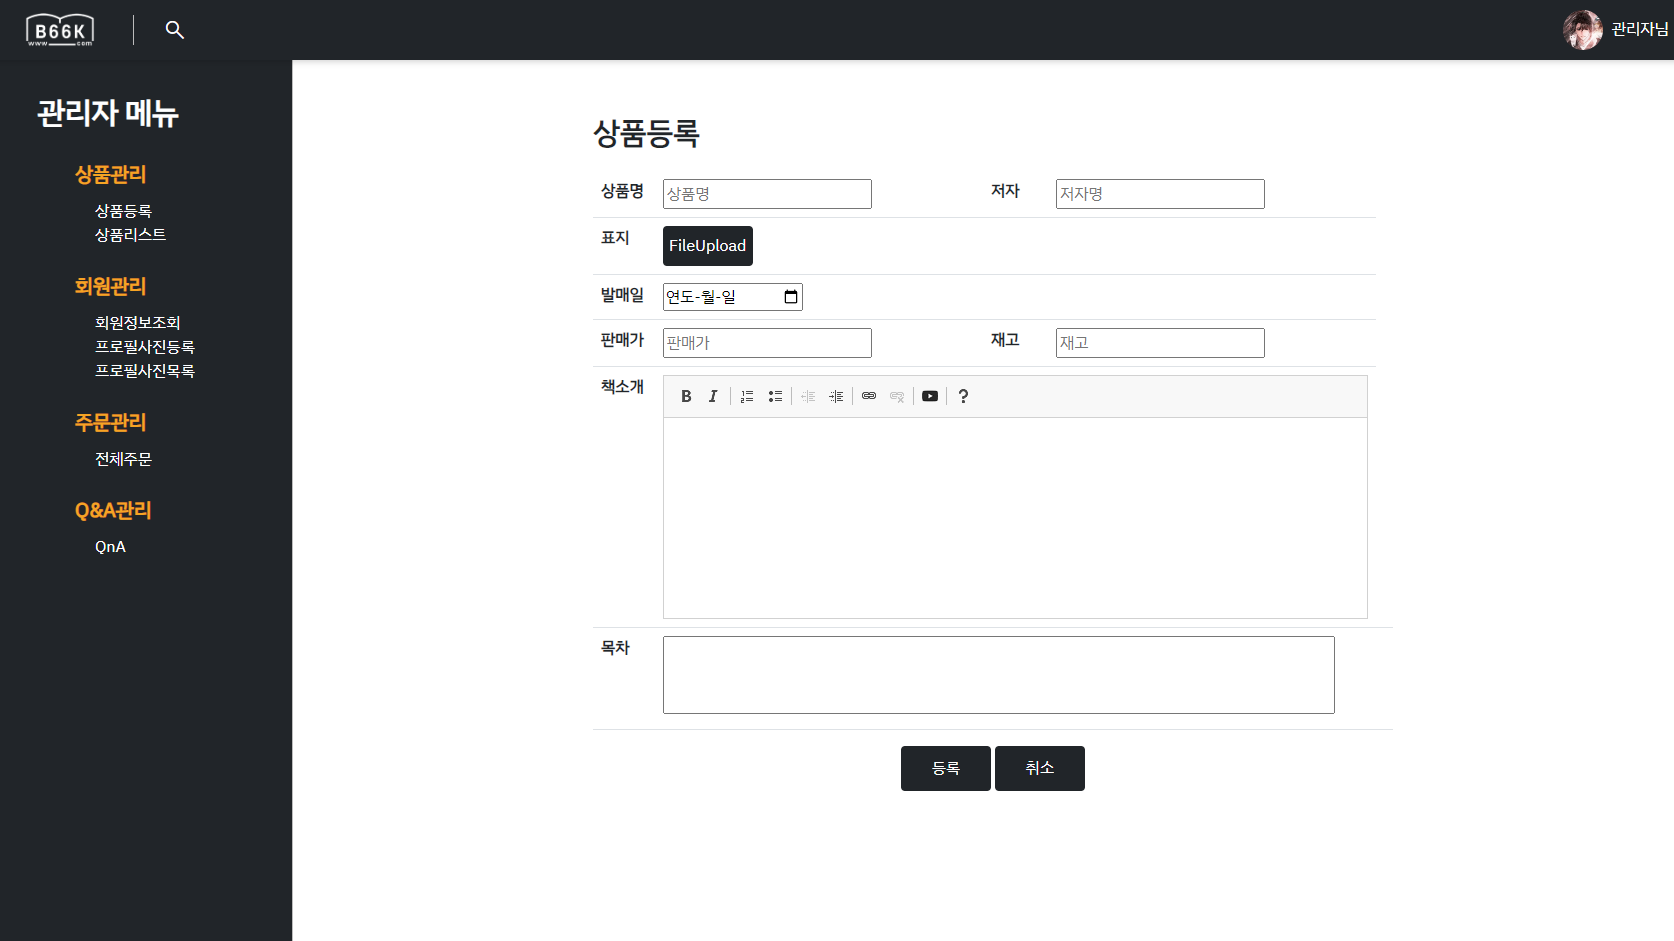 B66K
www.com
관리자님
관리자 메뉴
상품관리
상품등록
상품리스트
회원관리
회원정보조회
프로필사진등록
프로필사진목록
주문관리
전체주문
Q&A관리
QnA
상품등록
상품명 상품명 저자 저자명
표지 FileUpload
발매일 연도-월-일
판매가 판매가 재고 재고
책소개 B I ?
목차
등록 취소